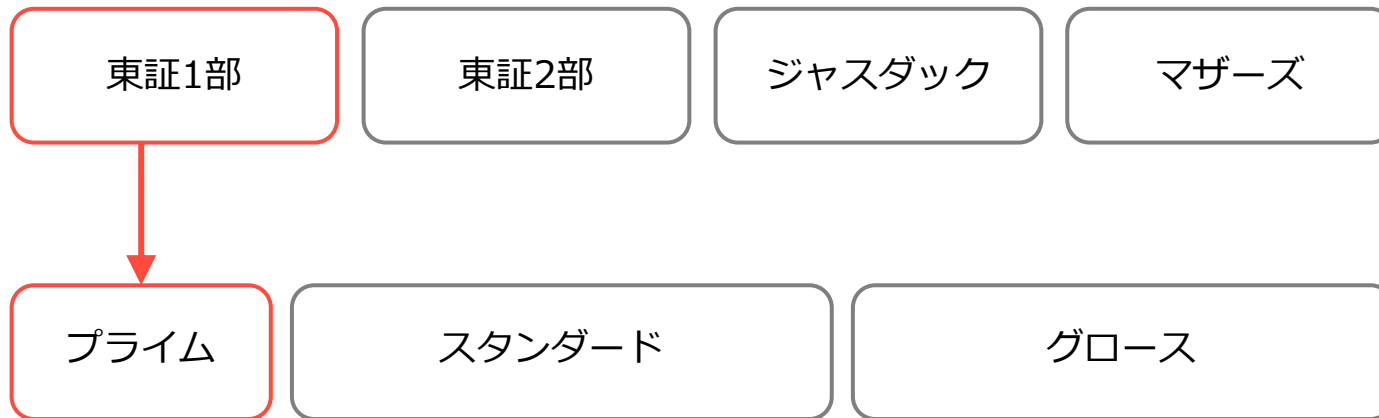 東証1部
東証2部
ジャスダック
マザーズ
プライム
スタンダード
グロース